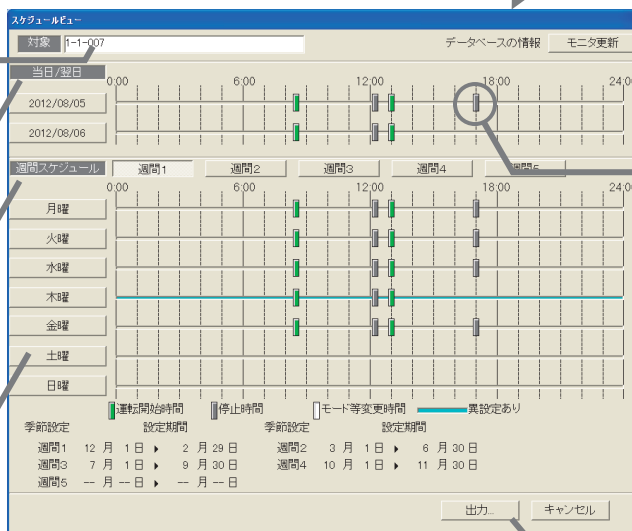 スケジュールビュー
対象 1-1-007 データベースの情報 モニタ更新
当日/翌日
0:00 6:00 12:00 18:00 24:00
2012/08/05
2012/08/06
週間スケジュール 週間1 週間2 週間3 週間4 週間5
0:00 6:00 12:00 18:00 24:00
月曜
火曜
水曜
木曜
金曜
土曜
日曜
運転開始時間 停止時間 モード等変更時間 異設定あり
季節設定 設定期間 季節設定 設定期間
週間1 12 月 1 日 ▶ 2 月 29 日 週間2 3 月 1 日 ▶ 6 月 30 日
週間3 7 月 1 日 ▶ 9 月 30 日 週間4 10 月 1 日 ▶ 11 月 30 日
週間5 -- 月 -- 日 ▶ -- 月 -- 日
出力... キャンセル